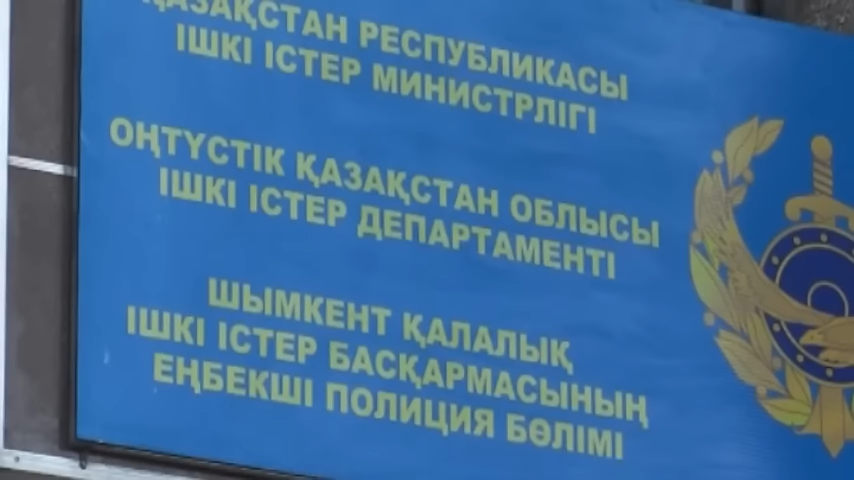 ҚАЗАҚСТАН РЕСПУБЛИКАСЫ
ІШКІ ІСТЕР МИНИСТРЛІГІ
ОҢТҮСТІК ҚАЗАҚСТАН ОБЛЫСЫ
ІШКІ ІСТЕР ДЕПАРТАМЕНТІ
ШЫМКЕНТ ҚАЛАЛЫҚ
ІШКІ ІСТЕР БАСҚАРМАСЫНЫҢ
ЕҢБЕКШІ ПОЛИЦИЯ БӨЛІМІ